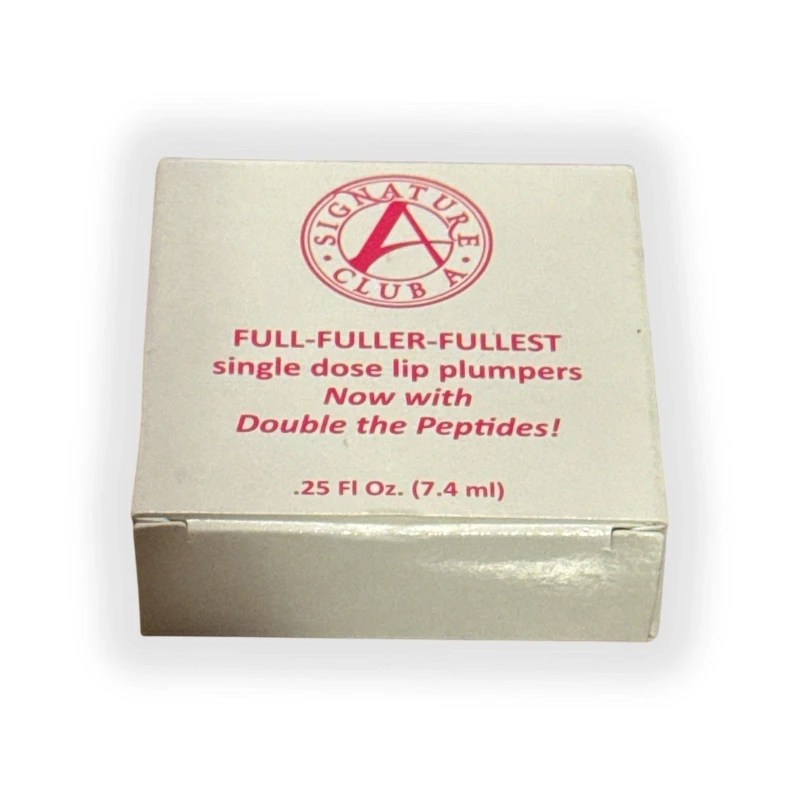 SIGNATURE
A
· CLUB A ·
FULL-FULLER-FULLEST
single dose lip plumpers
Now with
Double the Peptides!
.25 Fl Oz. (7.4 ml)